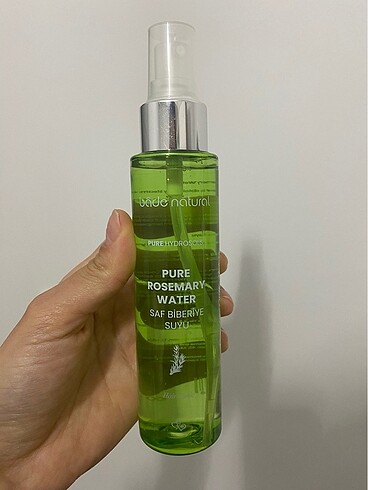 bade natural
PURE HYDROSOL
PURE
ROSEMARY
WATER
SAF BİBERİYE
SUYU